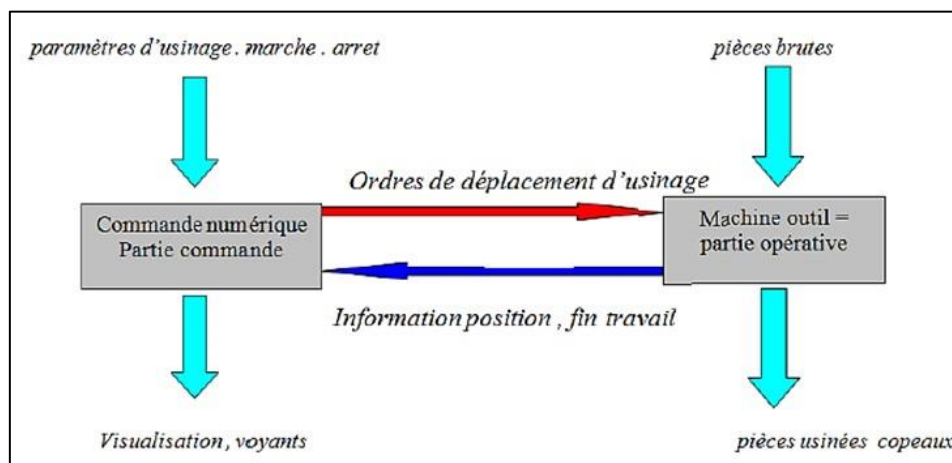 paramètres d'usinage . marche . arret
pièces brutes
Ordres de déplacement d'usinage
Commande numérique
Partie commande
Machine outil =
partie opérative
Information position , fin travail
Visualisation, voyants
pièces usinées copeaux